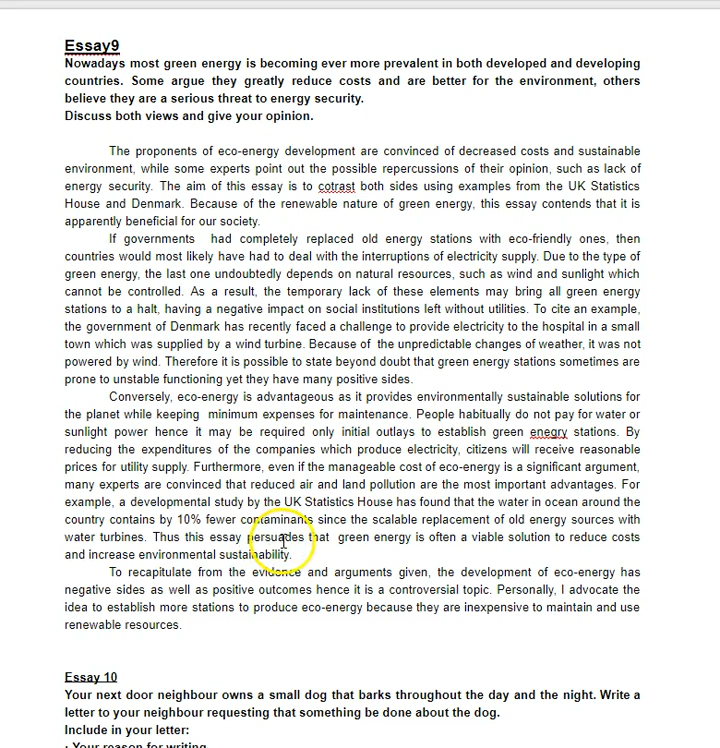 Essay9
Nowadays most green energy is becoming ever more prevalent in both developed and developing
countries. Some argue they greatly reduce costs and are better for the environment, others
believe they are a serious threat to energy security.
Discuss both views and give your opinion.
The proponents of eco-energy development are convinced of decreased costs and sustainable
environment, while some experts point out the possible repercussions of their opinion, such as lack of
energy security. The aim of this essay is to cotrast both sides using examples from the UK Statistics
House and Denmark. Because of the renewable nature of green energy, this essay contends that it is
apparently beneficial for our society.
If governments had completely replaced old energy stations with eco-friendly ones, then
countries would most likely have had to deal with the interruptions of electricity supply. Due to the type of
green energy, the last one undoubtedly depends on natural resources, such as wind and sunlight which
cannot be controlled. As a result, the temporary lack of these elements may bring all green energy
stations to a halt, having a negative impact on social institutions left without utilities. To cite an example,
the government of Denmark has recently faced a challenge to provide electricity to the hospital in a small
town which was supplied by a wind turbine. Because of the unpredictable changes of weather, it was not
powered by wind. Therefore it is possible to state beyond doubt that green energy stations sometimes are
prone to unstable functioning yet they have many positive sides.
Conversely, eco-energy is advantageous as it provides environmentally sustainable solutions for
the planet while keeping minimum expenses for maintenance. People habitually do not pay for water or
sunlight power hence it may be required only initial outlays to establish green enegry stations. By
reducing the expenditures of the companies which produce electricity, citizens will receive reasonable
prices for utility supply. Furthermore, even if the manageable cost of eco-energy is a significant argument,
many experts are convinced that reduced air and land pollution are the most important advantages. For
example, a developmental study by the UK Statistics House has found that the water in ocean around the
country contains by 10% fewer contaminants since the scalable replacement of old energy sources with
water turbines. Thus this essay persuades that green energy is often a viable solution to reduce costs
and increase environmental sustainability.
To recapitulate from the evidence and arguments given, the development of eco-energy has
negative sides as well as positive outcomes hence it is a controversial topic. Personally, I advocate the
idea to establish more stations to produce eco-energy because they are inexpensive to maintain and use
renewable resources.
Essay 10
Your next door neighbour owns a small dog that barks throughout the day and the night. Write a
letter to your neighbour requesting that something be done about the dog.
Include in your letter:
· Your reason for writing